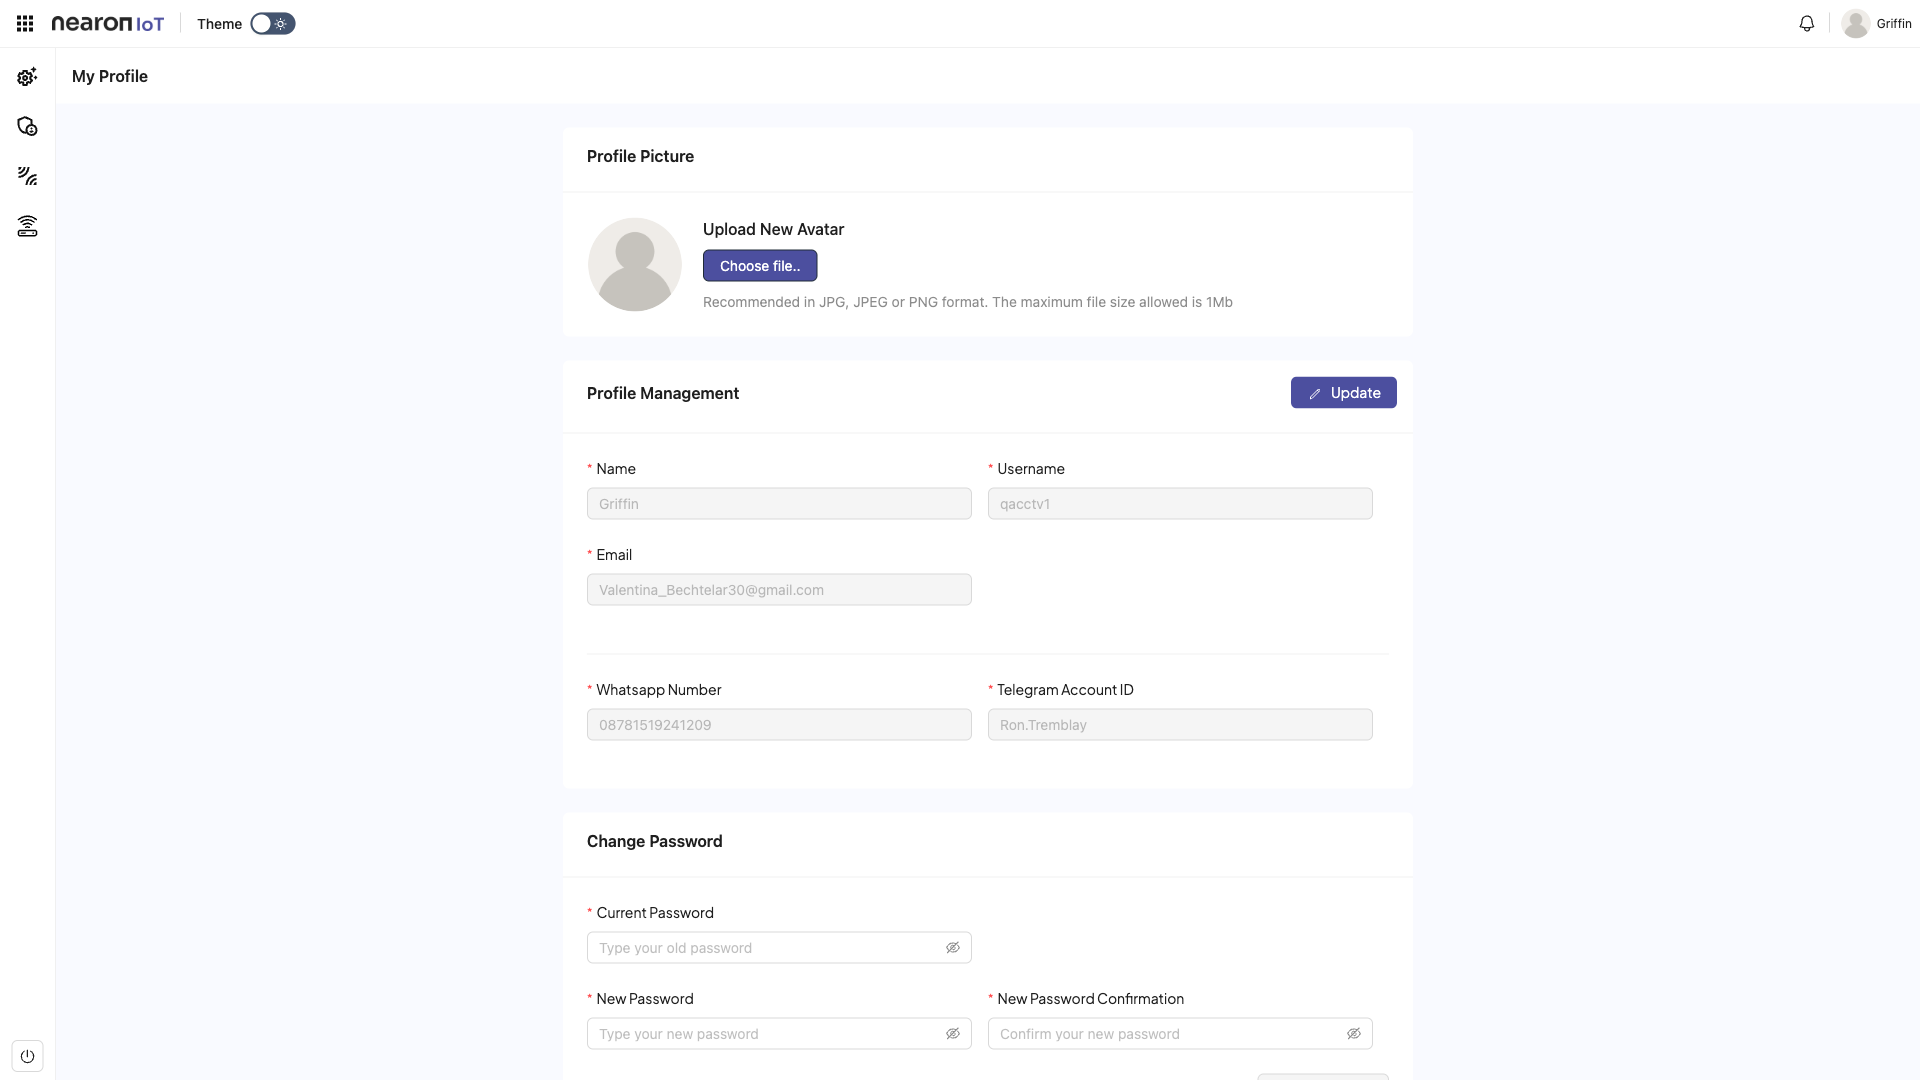 nearon IoT
Theme
Griffin
My Profile
Profile Picture
Upload New Avatar
Choose file..
Recommended in JPG, JPEG or PNG format. The maximum file size allowed is 1Mb
Profile Management
Update
* Name
* Username
Griffin
qacctv1
* Email
Valentina_Bechtelar30@gmail.com
* Whatsapp Number
* Telegram Account ID
08781519241209
Ron.Tremblay
Change Password
* Current Password
Type your old password
* New Password
* New Password Confirmation
Type your new password
Confirm your new password